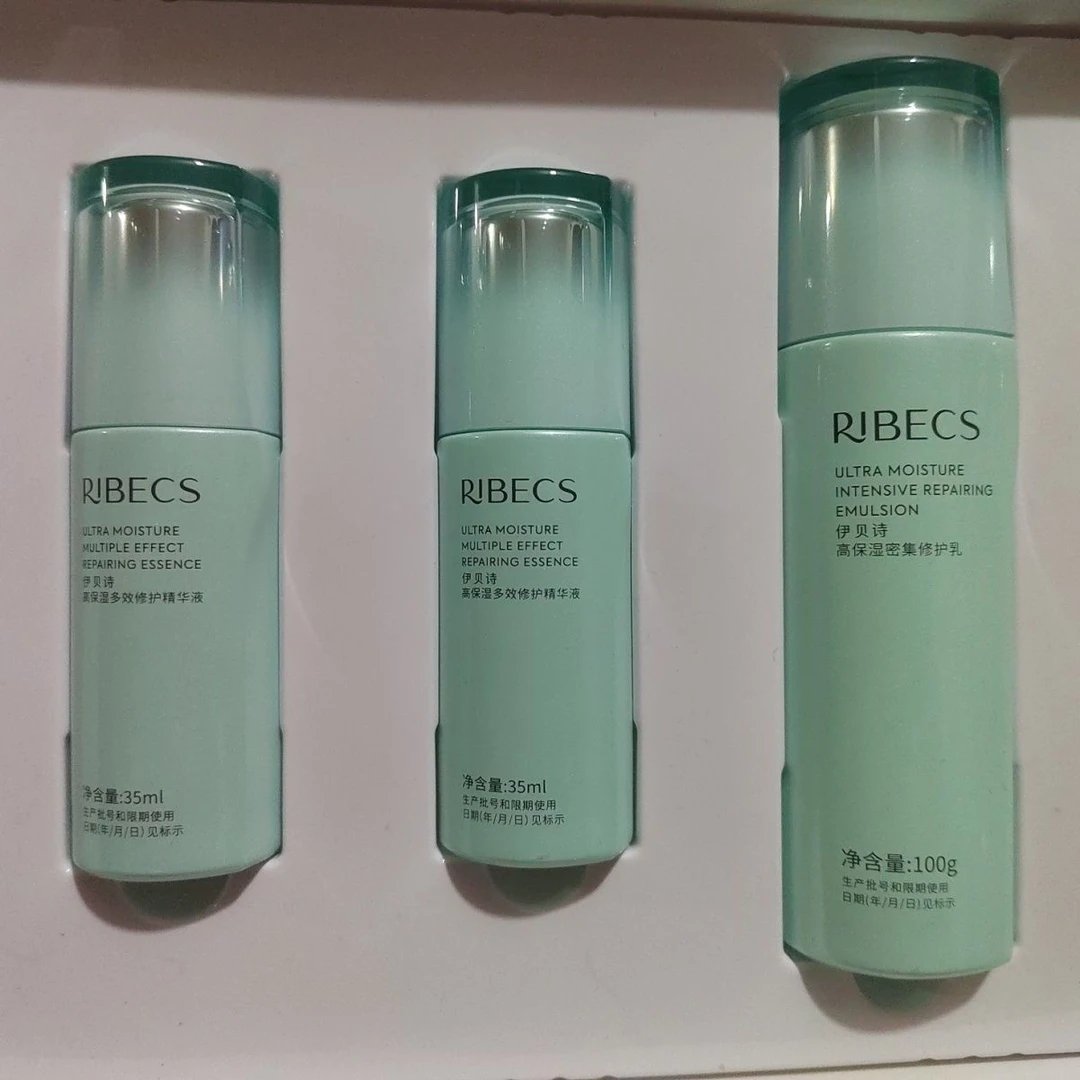 RIBECS
ULTRA MOISTURE
MULTIPLE EFFECT
REPAIRING ESSENCE
伊贝诗
高保湿多效修护精华液
净含量:35ml
生产批号和限期使用
日期(年/月/日)见标示
RIBECS
ULTRA MOISTURE
MULTIPLE EFFECT
REPAIRING ESSENCE
伊贝诗
高保湿多效修护精华液
净含量:35ml
生产批号和限期使用
日期(年/月/日)见标示
RIBECS
ULTRA MOISTURE
INTENSIVE REPAIRING
EMULSION
伊贝诗
高保湿密集修护乳
净含量:100g
生产批号和限期使用
日期(年/月/日)见标示